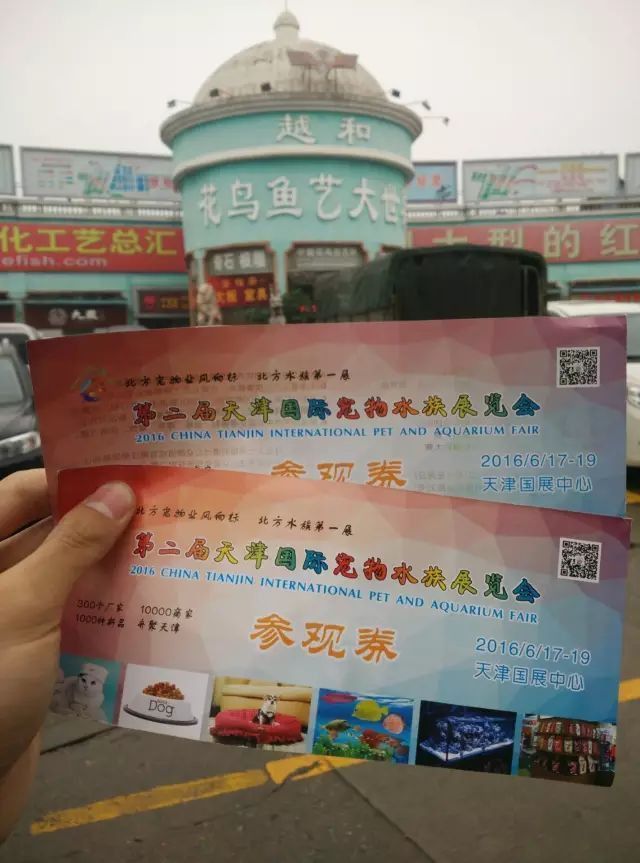 越和
花鸟鱼艺大世
化工艺总汇
efish.com
大型的红
家具
北方宠物业风向标 北方水族第一展
第二届天津国际宠物水族展览会
2016 CHINA TIANJIN INTERNATIONAL PET AND AQUARIUM FAIR
参观券
2016/6/17-19
天津国展中心
北方宠物业风向标 北方水族第一展
第二届天津国际宠物水族展览会
2016 CHINA TIANJIN INTERNATIONAL PET AND AQUARIUM FAIR
300个厂家 10000商家
1000种新品 齐聚天津
参观券
2016/6/17-19
天津国展中心
Dog